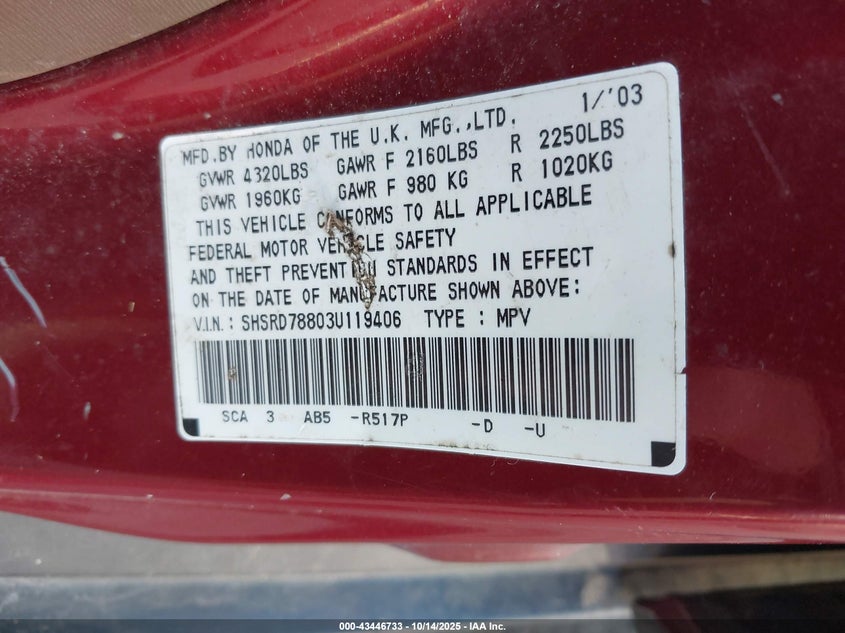 MFD.BY HONDA OF THE U.K. MFG.,LTD. 1/'03
GVWR 4320LBS GAWR F 2160LBS R 2250LBS
GVWR 1960KG GAWR F 980 KG R 1020KG
THIS VEHICLE CONFORMS TO ALL APPLICABLE
FEDERAL MOTOR VEHICLE SAFETY
AND THEFT PREVENTION STANDARDS IN EFFECT
ON THE DATE OF MANUFACTURE SHOWN ABOVE:
V.I.N.: SHSRD78803U119406 TYPE : MPV
SCA 3 AB5 -R517P -D -U
000-43446733 - 10/14/2025 - IAA Inc.